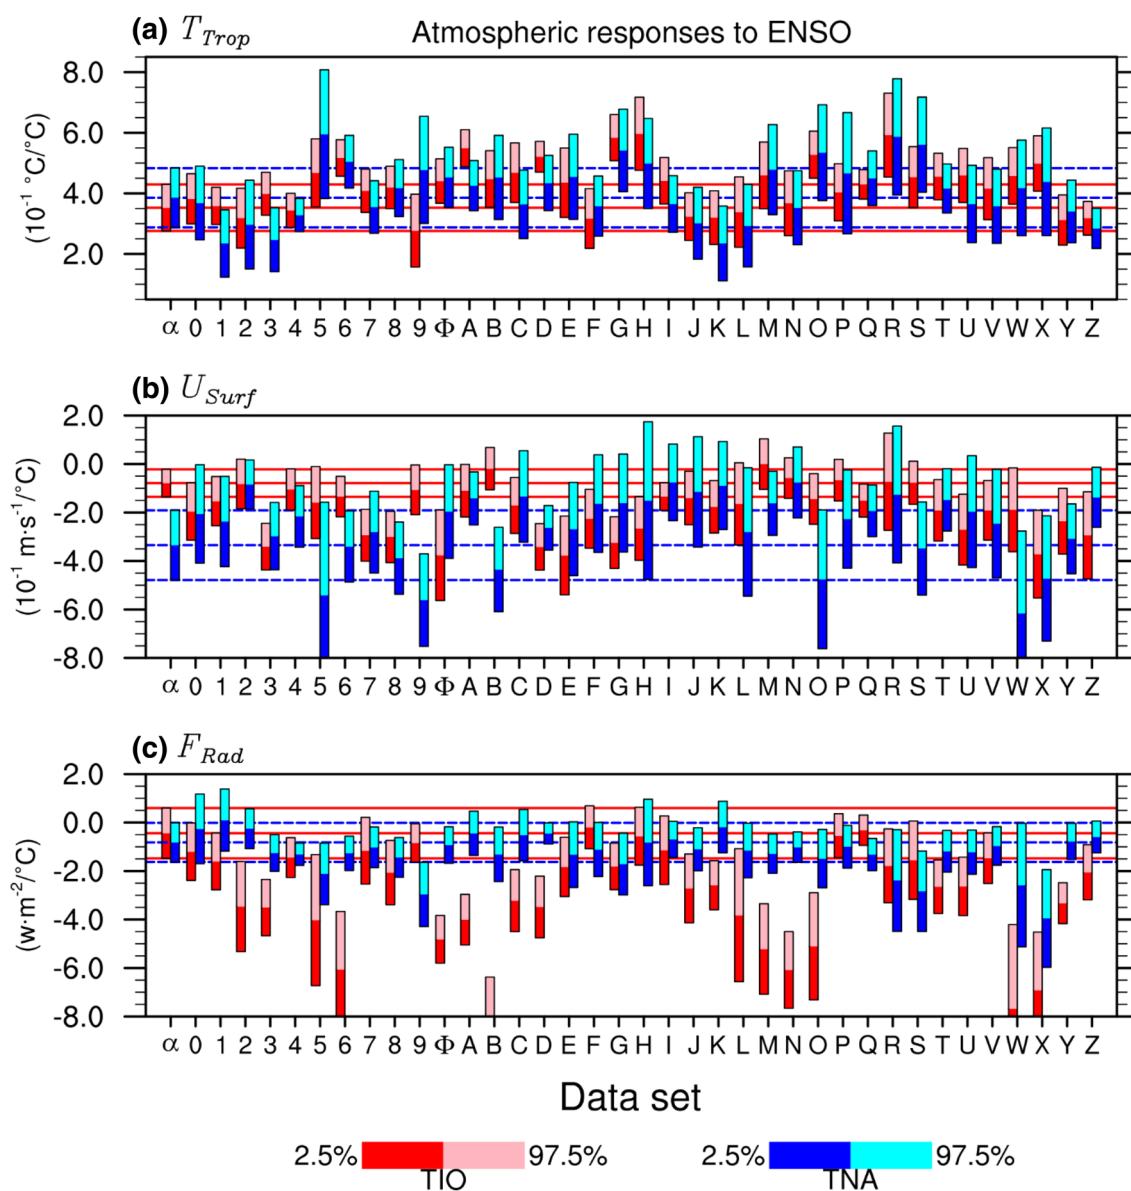 (a) T Trop Atmospheric responses to ENSO
(10⁻¹ °C/°C)
8.0
6.0
4.0
2.0
α 0 1 2 3 4 5 6 7 8 9 Φ A B C D E F G H I J K L M N O P Q R S T U V W X Y Z
(b) U Surf
(10⁻¹ m·s⁻¹/°C)
2.0
0.0
-2.0
-4.0
-6.0
-8.0
α 0 1 2 3 4 5 6 7 8 9 Φ A B C D E F G H I J K L M N O P Q R S T U V W X Y Z
(c) F Rad
(w·m⁻²/°C)
2.0
0.0
-2.0
-4.0
-6.0
-8.0
α 0 1 2 3 4 5 6 7 8 9 Φ A B C D E F G H I J K L M N O P Q R S T U V W X Y Z
Data set
2.5% 97.5% 2.5% 97.5%
TIO TNA